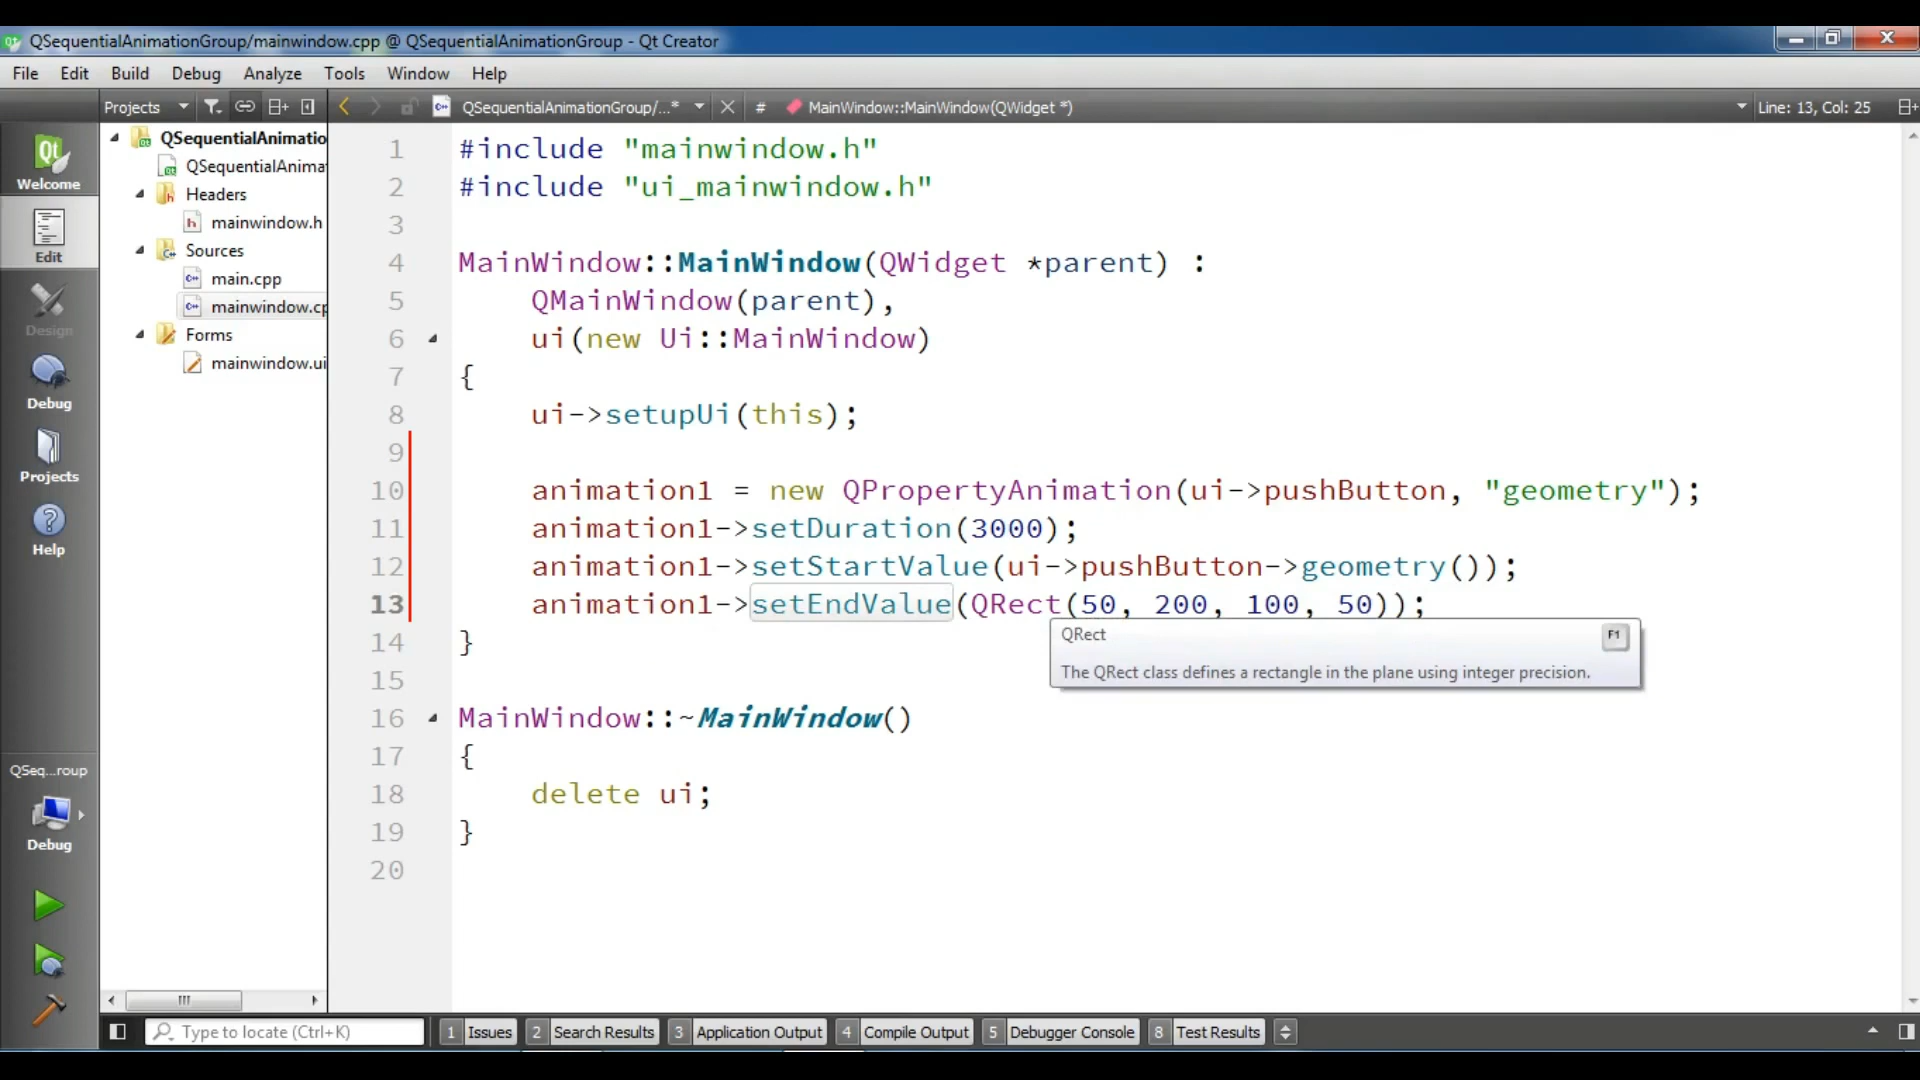 QSequentialAnimationGroup/mainwindow.cpp @ QSequentialAnimationGroup - Qt Creator
File Edit Build Debug Analyze Tools Window Help
Projects QSequentialAnimationGroup/...* # MainWindow::MainWindow(QWidget *) Line: 13, Col: 25
Welcome
Edit
Design
Debug
Projects
Help
QSeq...roup
Debug
QSequentialAnimatio
QSequentialAnima
Headers
mainwindow.h
Sources
main.cpp
mainwindow.cp
Forms
mainwindow.ui
1 #include "mainwindow.h"
2 #include "ui_mainwindow.h"
3
4 MainWindow::MainWindow(QWidget *parent) :
5 QMainWindow(parent),
6 ui(new Ui::MainWindow)
7 {
8 ui->setupUi(this);
9
10 animation1 = new QPropertyAnimation(ui->pushButton, "geometry");
11 animation1->setDuration(3000);
12 animation1->setStartValue(ui->pushButton->geometry());
13 animation1->setEndValue(QRect(50, 200, 100, 50));
14 }
QRect F1
The QRect class defines a rectangle in the plane using integer precision.
15
16 MainWindow::~MainWindow()
17 {
18 delete ui;
19 }
20
Type to locate (Ctrl+K) 1 Issues 2 Search Results 3 Application Output 4 Compile Output 5 Debugger Console 8 Test Results